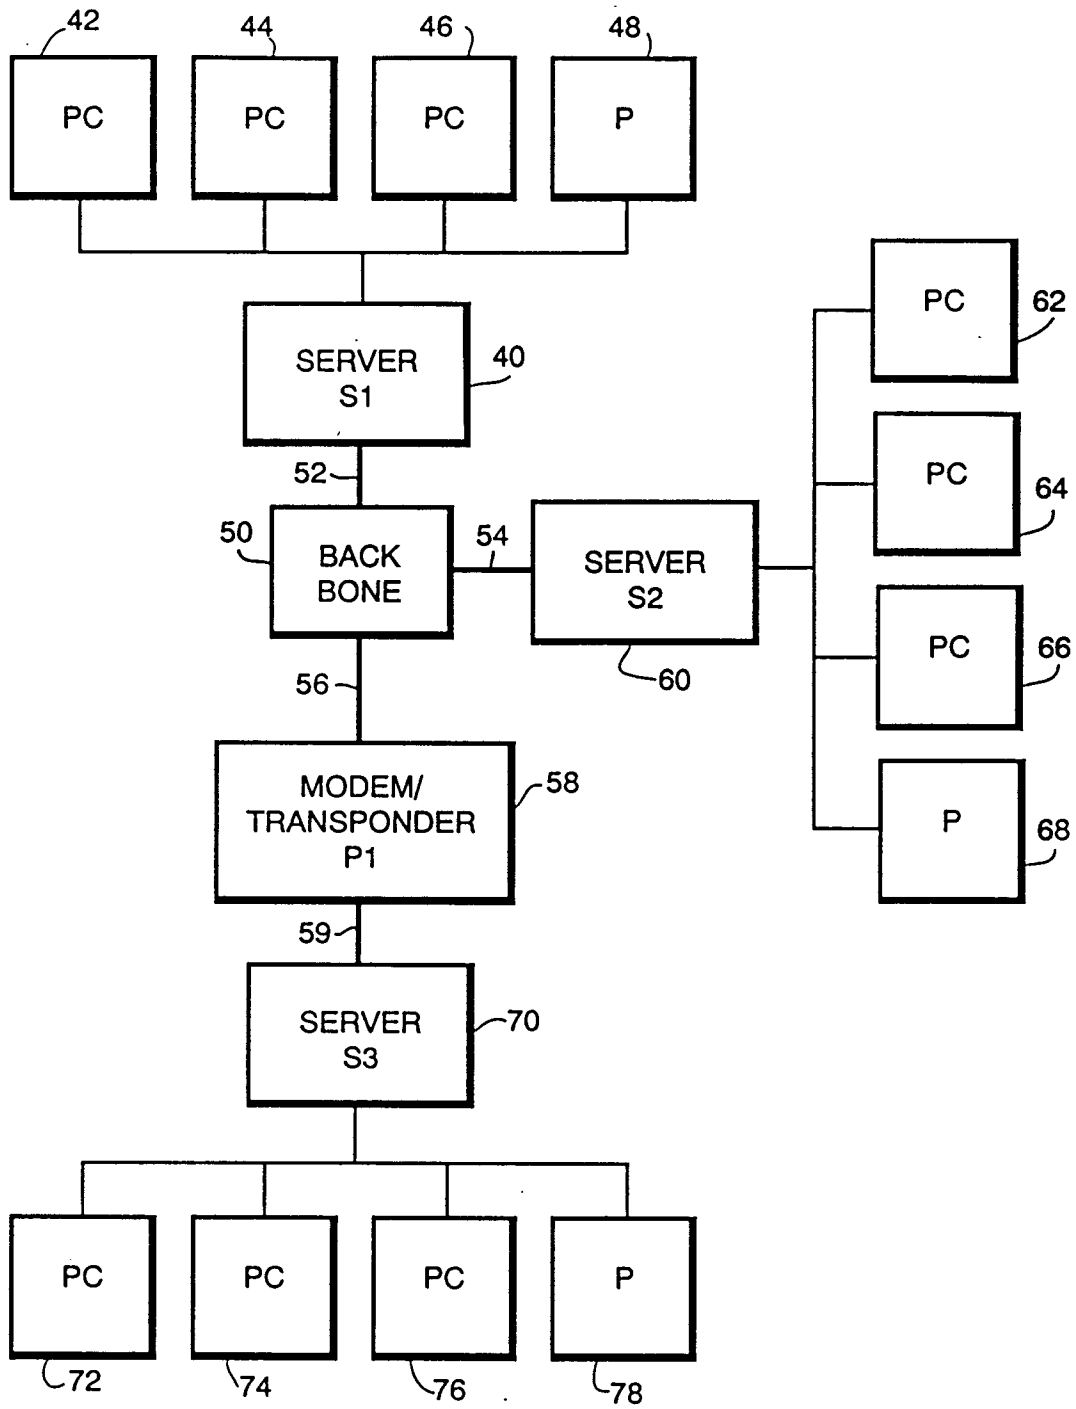 42
44
46
48
PC
PC
PC
P
SERVER
S1
40
52
50
BACK
BONE
54
SERVER
S2
60
PC
62
PC
64
PC
66
P
68
56
MODEM/
TRANSPONDER
P1
58
59
SERVER
S3
70
PC
PC
PC
P
72
74
76
78